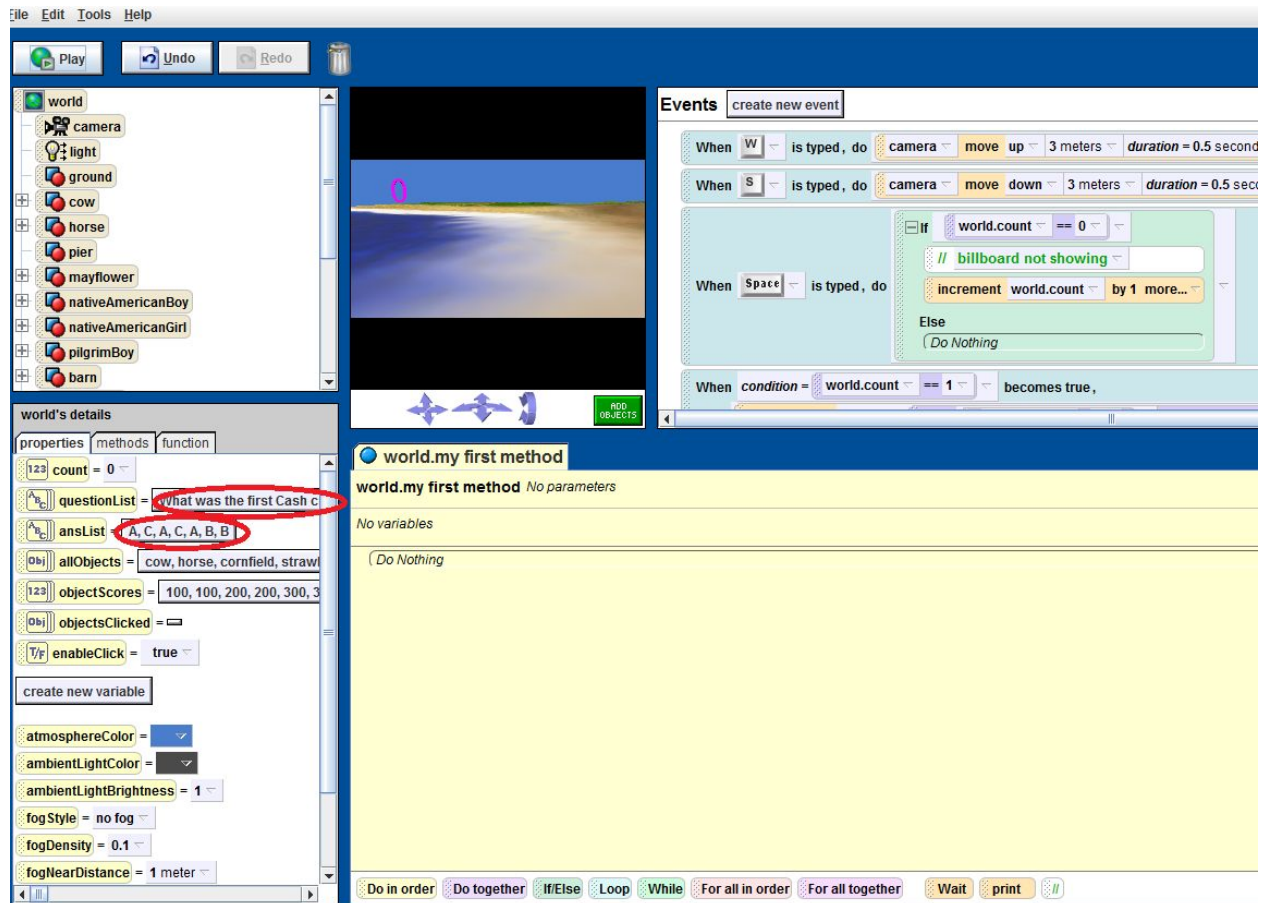 File Edit Tools Help
Play Undo Redo
world
camera
light
ground
cow
horse
pier
mayflower
nativeAmericanBoy
nativeAmericanGirl
pilgrimBoy
barn
ADD OBJECTS
Events create new event
When W is typed, do camera move up 3 meters duration = 0.5 second
When S is typed, do camera move down 3 meters duration = 0.5 sec
If world.count == 0
// billboard not showing
When Space is typed, do increment world.count by 1 more...
Else
(Do Nothing
When condition = world.count == 1 becomes true,
world's details
properties methods function
123 count = 0
ABC questionList = What was the first Cash c
ABC ansList = A, C, A, C, A, B, B
Obj allObjects = cow, horse, cornfield, strawl
123 objectScores = 100, 100, 200, 200, 300, 3
Obj objectsClicked =
T/F enableClick = true
create new variable
atmosphereColor =
ambientLightColor =
ambientLightBrightness = 1
fogStyle = no fog
fogDensity = 0.1
fogNearDistance = 1 meter
world.my first method
world.my first method No parameters
No variables
(Do Nothing
Do in order Do together If/Else Loop While For all in order For all together Wait print //